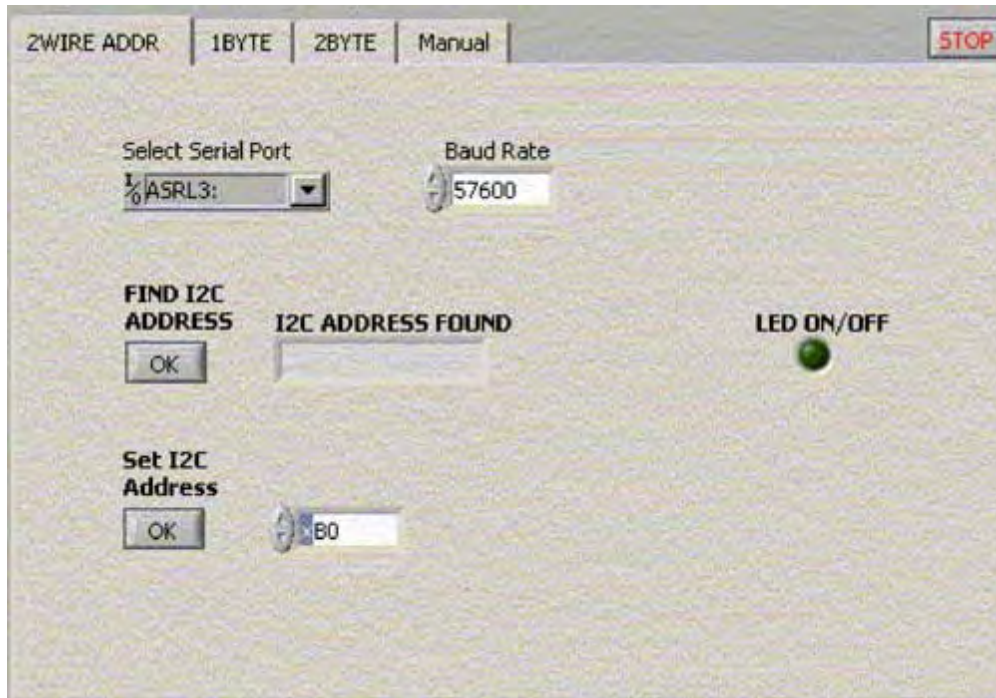 2WIRE ADDR 1BYTE 2BYTE Manual STOP
Select Serial Port Baud Rate
I/O ASRL3: 57600
FIND I2C
ADDRESS I2C ADDRESS FOUND LED ON/OFF
OK
Set I2C
Address
OK xB0